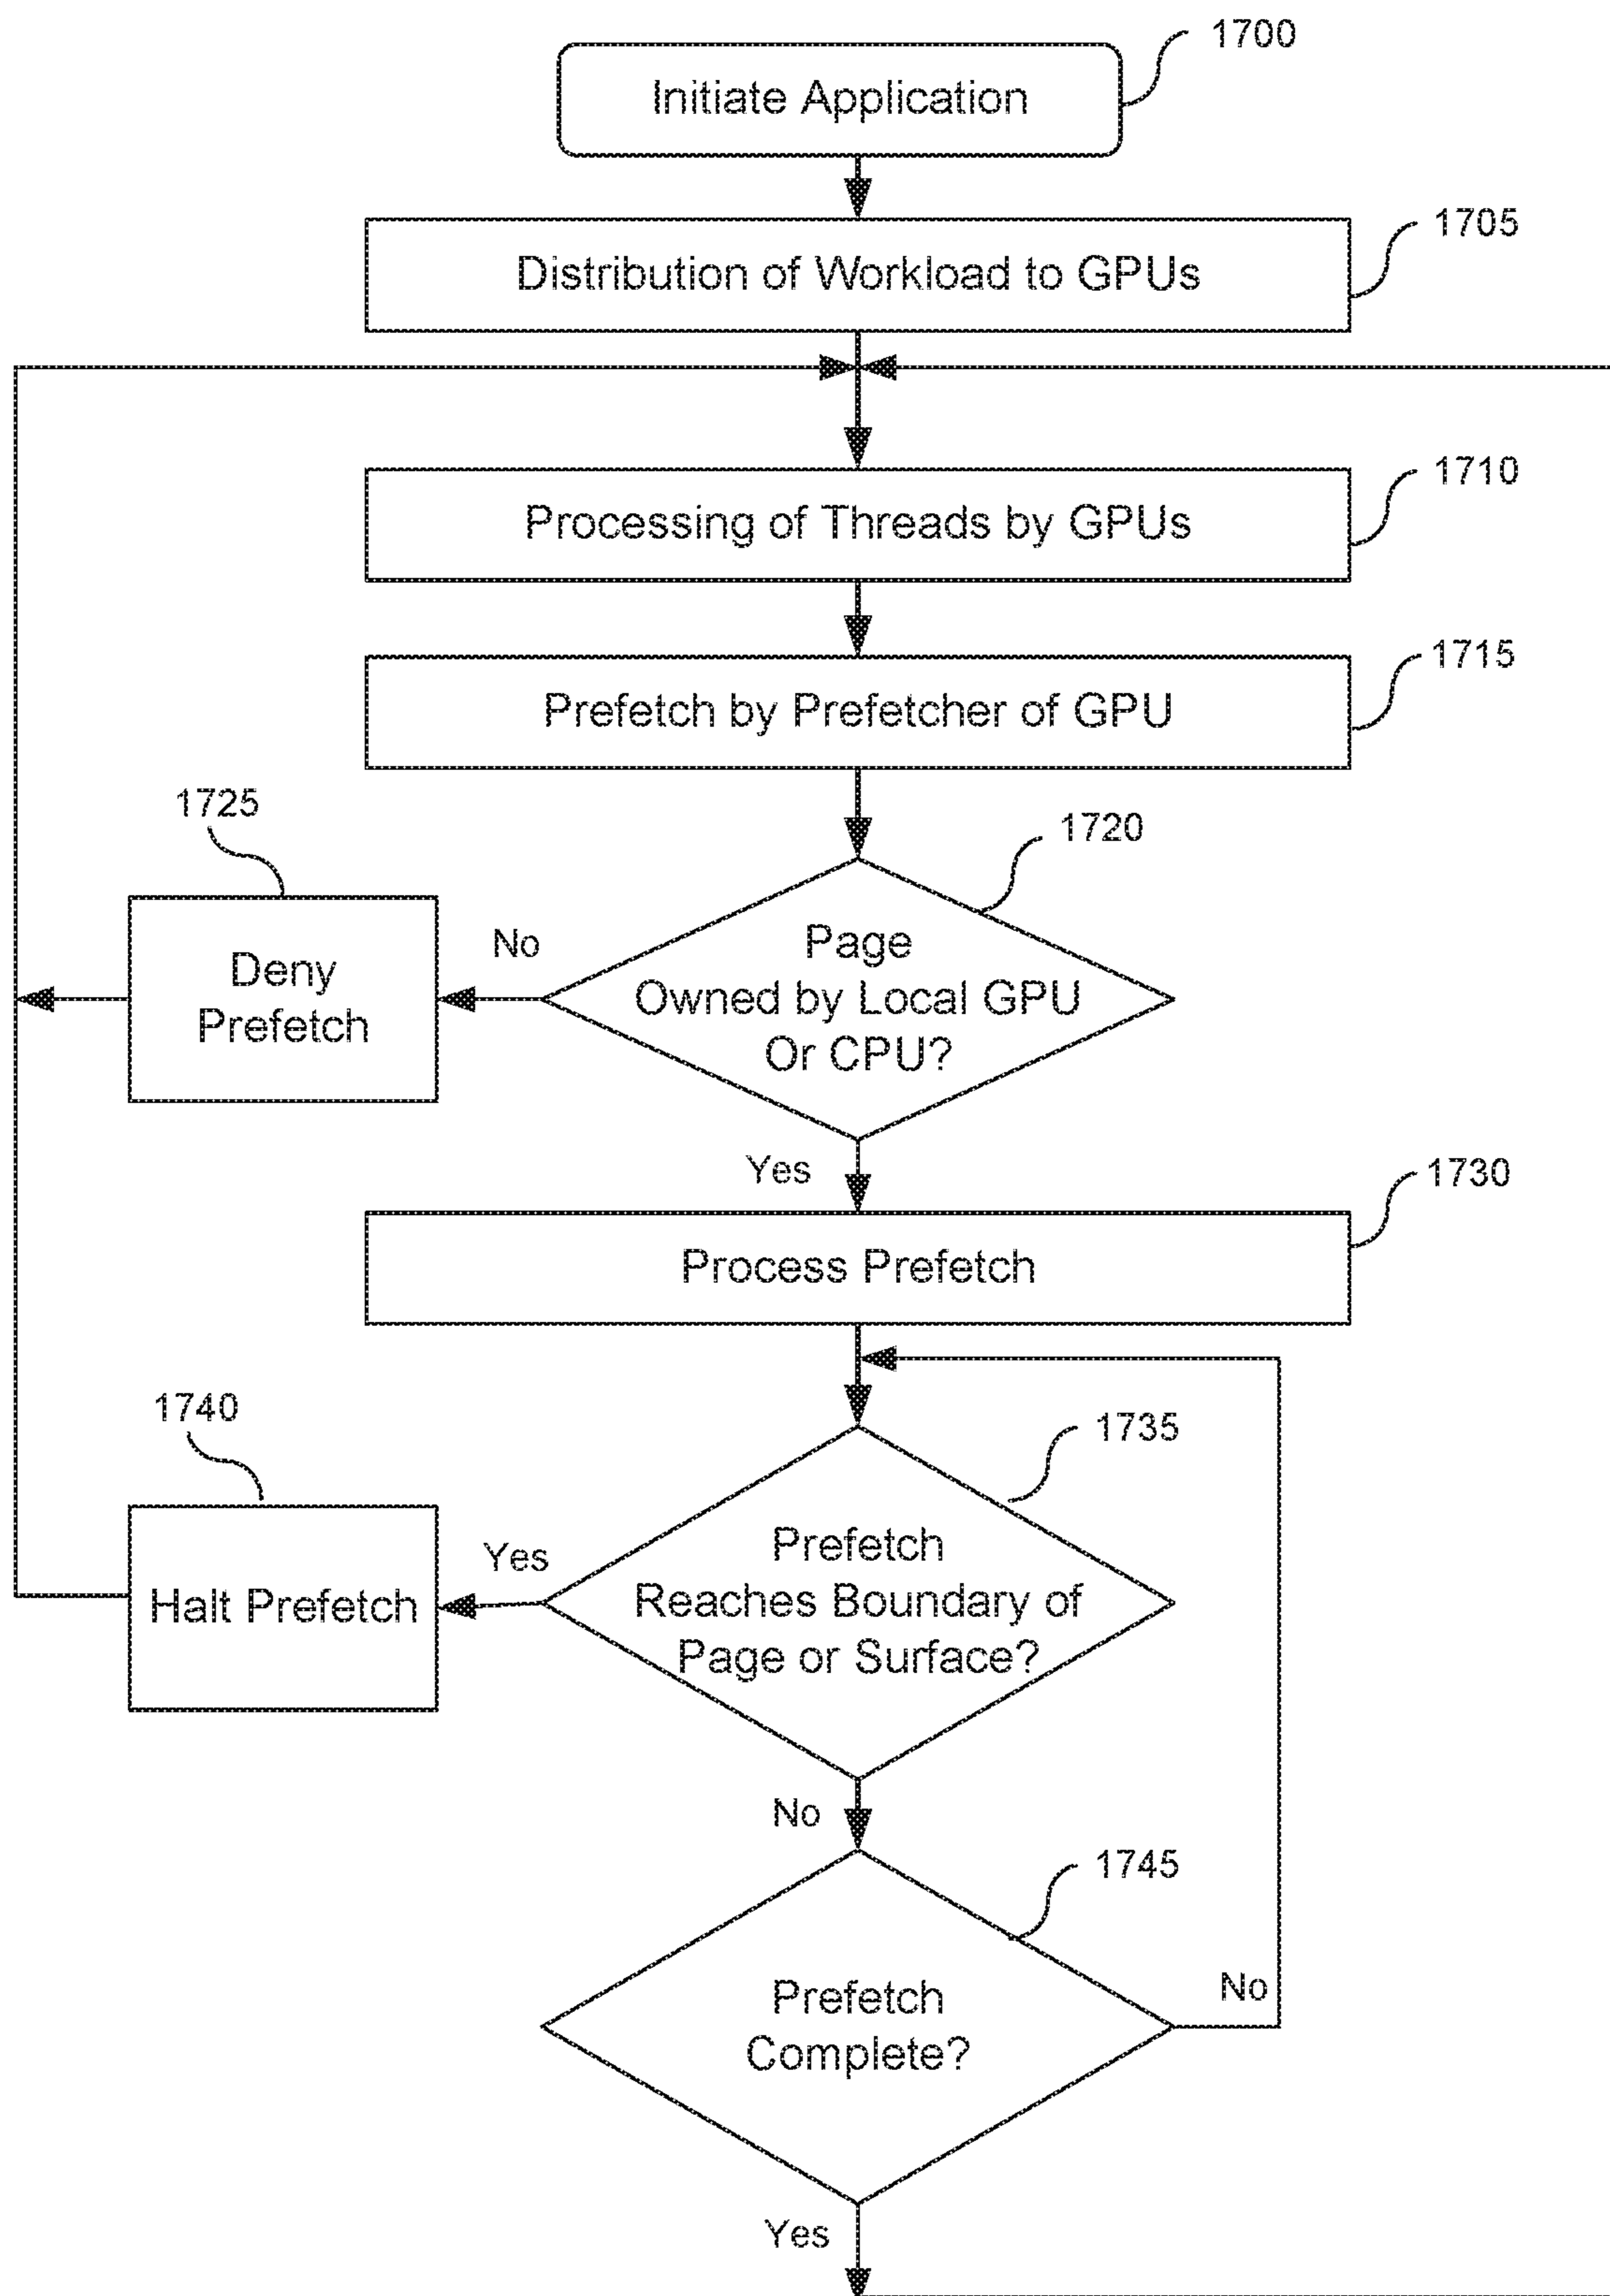 1700
Initiate Application
1705
Distribution of Workload to GPUs
1710
Processing of Threads by GPUs
1715
Prefetch by Prefetcher of GPU
1720
1725
Page
Owned by Local GPU
Or CPU?
No
Deny
Prefetch
Yes
1730
Process Prefetch
1735
1740
Prefetch
Reaches Boundary of
Page or Surface?
Yes
Halt Prefetch
No
1745
Prefetch
Complete?
No
Yes